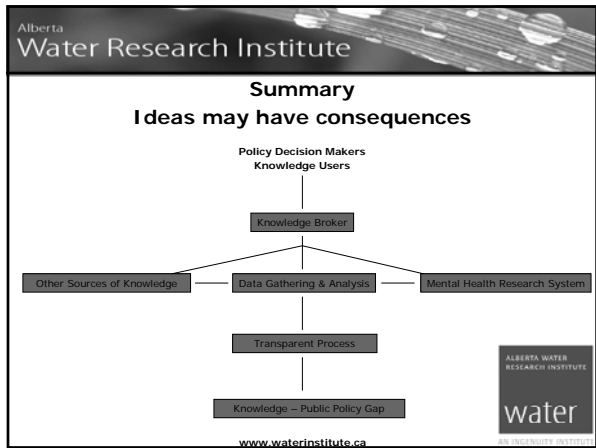 Alberta
Water Research Institute
Summary
Ideas may have consequences
Policy Decision Makers
Knowledge Users
Knowledge Broker
Other Sources of Knowledge
Data Gathering & Analysis
Mental Health Research System
Transparent Process
Knowledge – Public Policy Gap
ALBERTA WATER
RESEARCH INSTITUTE
water
AN INGENUITY INSTITUTE
www.waterinstitute.ca